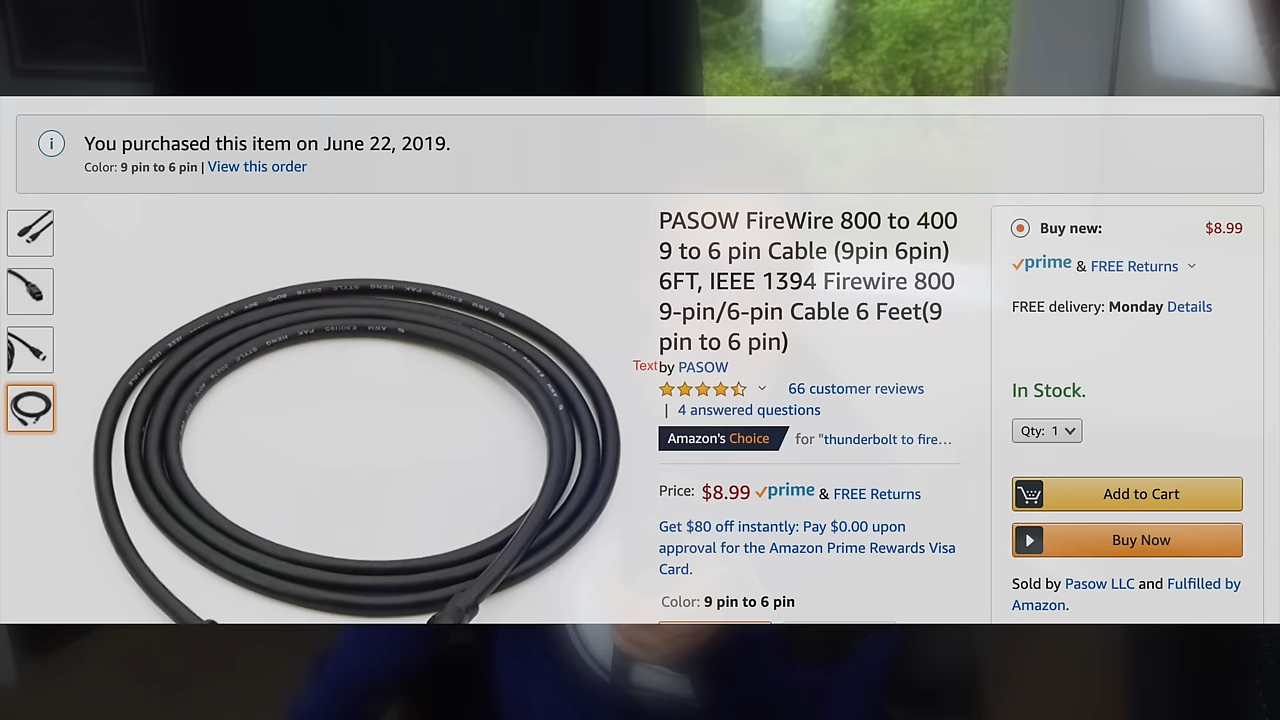 You purchased this item on June 22, 2019.
Color: 9 pin to 6 pin | View this order
PASOW FireWire 800 to 400
9 to 6 pin Cable (9pin 6pin)
6FT, IEEE 1394 Firewire 800
9-pin/6-pin Cable 6 Feet(9
pin to 6 pin)
Text
by PASOW
66 customer reviews
| 4 answered questions
Amazon's Choice for "thunderbolt to fire…
Price: $8.99 prime & FREE Returns
Get $80 off instantly: Pay $0.00 upon
approval for the Amazon Prime Rewards Visa
Card.
Color: 9 pin to 6 pin
Buy new: $8.99
prime & FREE Returns
FREE delivery: Monday Details
In Stock.
Qty: 1
Add to Cart
Buy Now
Sold by Pasow LLC and Fulfilled by
Amazon.